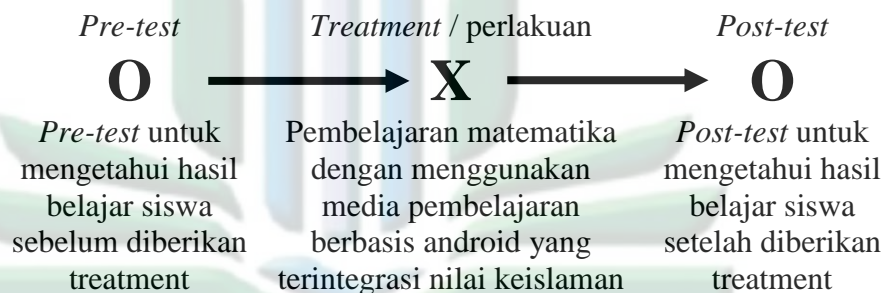 Pre-test
Treatment / perlakuan
Post-test
O
X
O
Pre-test untuk
mengetahui hasil
belajar siswa
sebelum diberikan
treatment
Pembelajaran matematika
dengan menggunakan
media pembelajaran
berbasis android yang
terintegrasi nilai keislaman
Post-test untuk
mengetahui hasil
belajar siswa
setelah diberikan
treatment